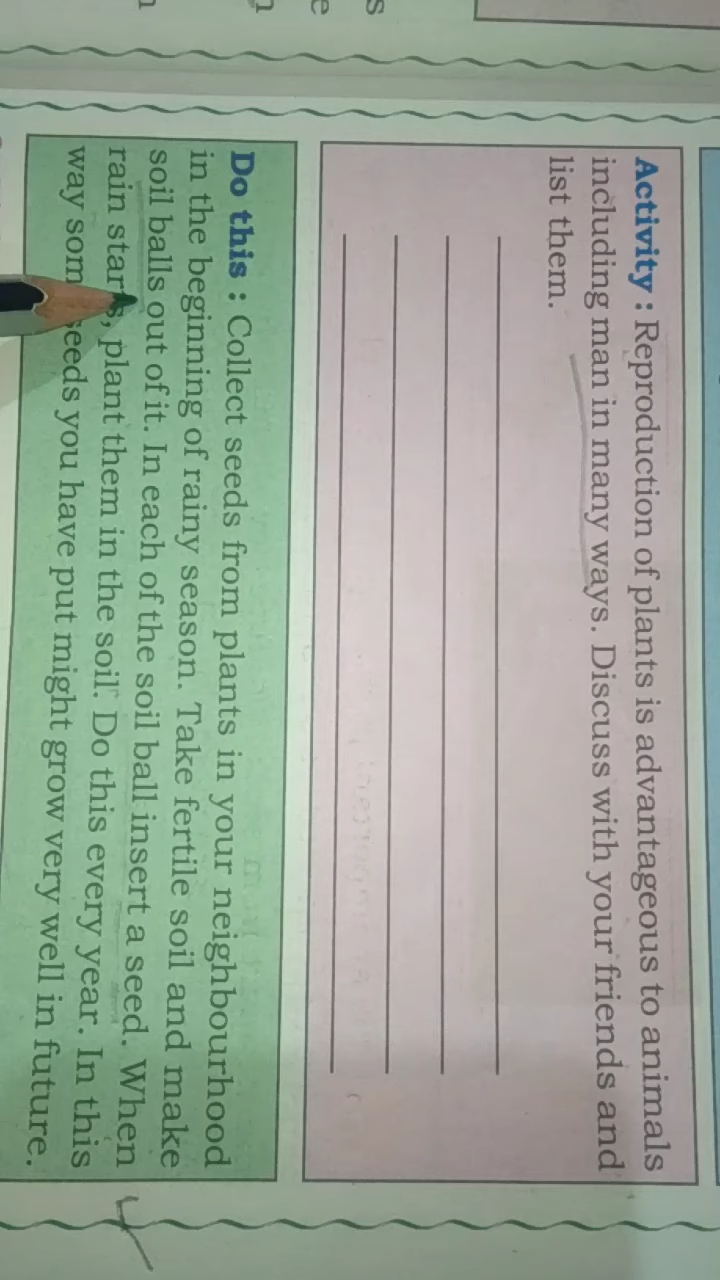 Activity : Reproduction of plants is advantageous to animals
including man in many ways. Discuss with your friends and
list them.
Do this : Collect seeds from plants in your neighbourhood
in the beginning of rainy season. Take fertile soil and make
soil balls out of it. In each of the soil ball insert a seed. When
rain starts, plant them in the soil. Do this every year. In this
way som seeds you have put might grow very well in future.